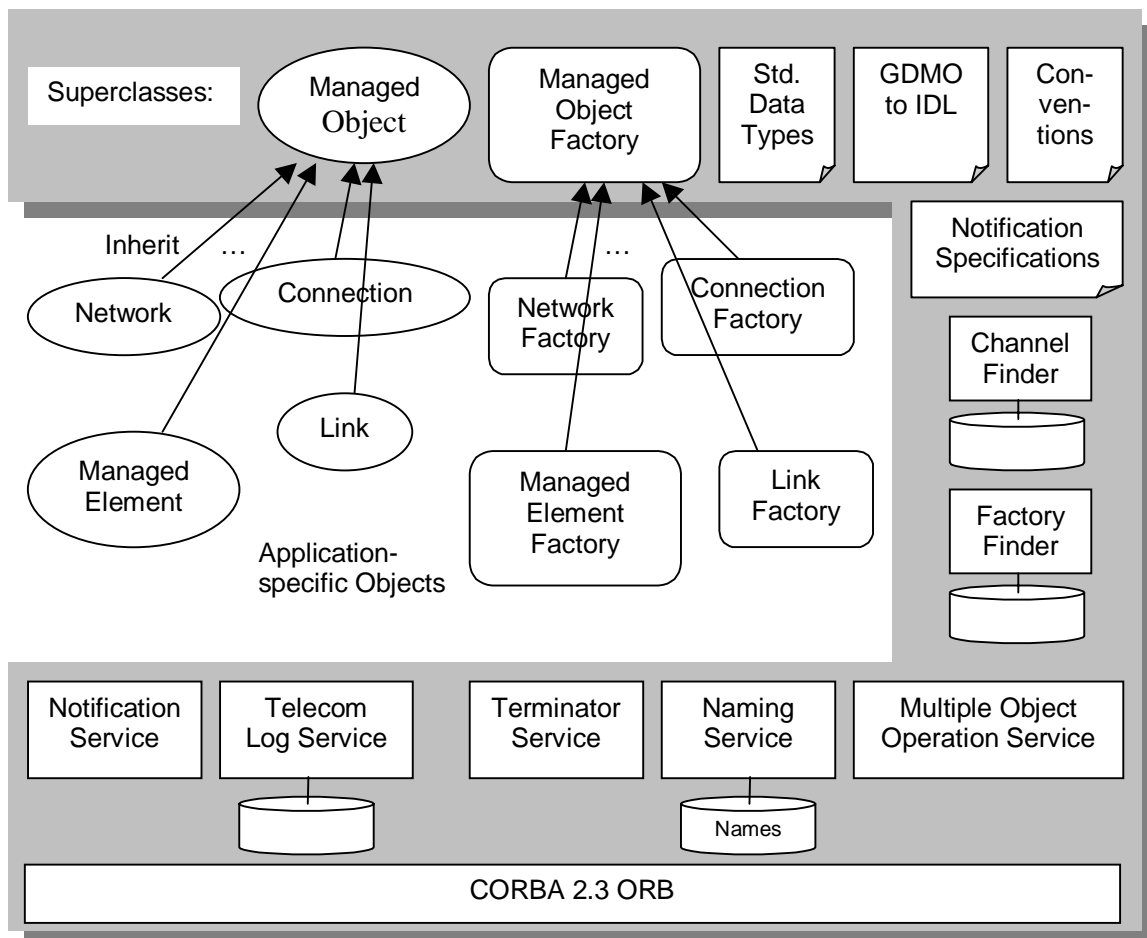 Superclasses:
Managed
Object
Managed
Object
Factory
Std.
Data
Types
GDMO
to IDL
Con-
ven-
tions
Inherit
…
…
Notification
Specifications
Network
Connection
Network
Factory
Connection
Factory
Channel
Finder
Link
Managed
Element
Managed
Element
Factory
Link
Factory
Factory
Finder
Application-
specific Objects
Notification
Service
Telecom
Log Service
Terminator
Service
Naming
Service
Multiple Object
Operation Service
Names
CORBA 2.3 ORB